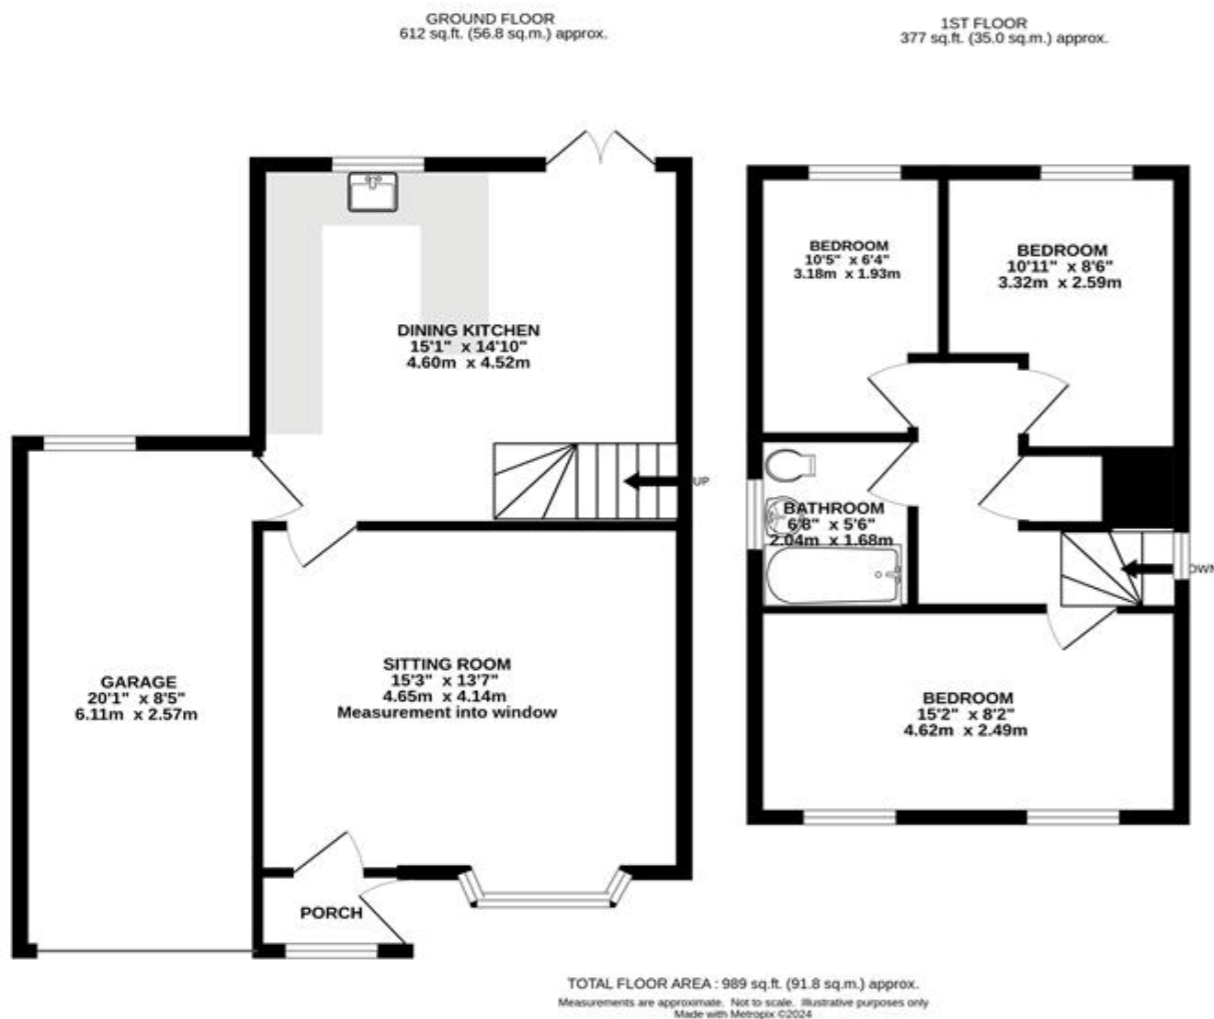 GROUND FLOOR
612 sq.ft. (56.8 sq.m.) approx.
1ST FLOOR
377 sq.ft. (35.0 sq.m.) approx.
DINING KITCHEN
15'1" x 14'10"
4.60m x 4.52m
UP
SITTING ROOM
15'3" x 13'7"
4.65m x 4.14m
Measurement into window
GARAGE
20'1" x 8'5"
6.11m x 2.57m
PORCH
BEDROOM
10'5" x 6'4"
3.18m x 1.93m
BEDROOM
10'11" x 8'6"
3.32m x 2.59m
BATHROOM
6'8" x 5'6"
2.04m x 1.68m
OWN
BEDROOM
15'2" x 8'2"
4.62m x 2.49m
TOTAL FLOOR AREA : 989 sq.ft. (91.8 sq.m.) approx.
Measurements are approximate. Not to scale. Illustrative purposes only
Made with Metropix ©2024